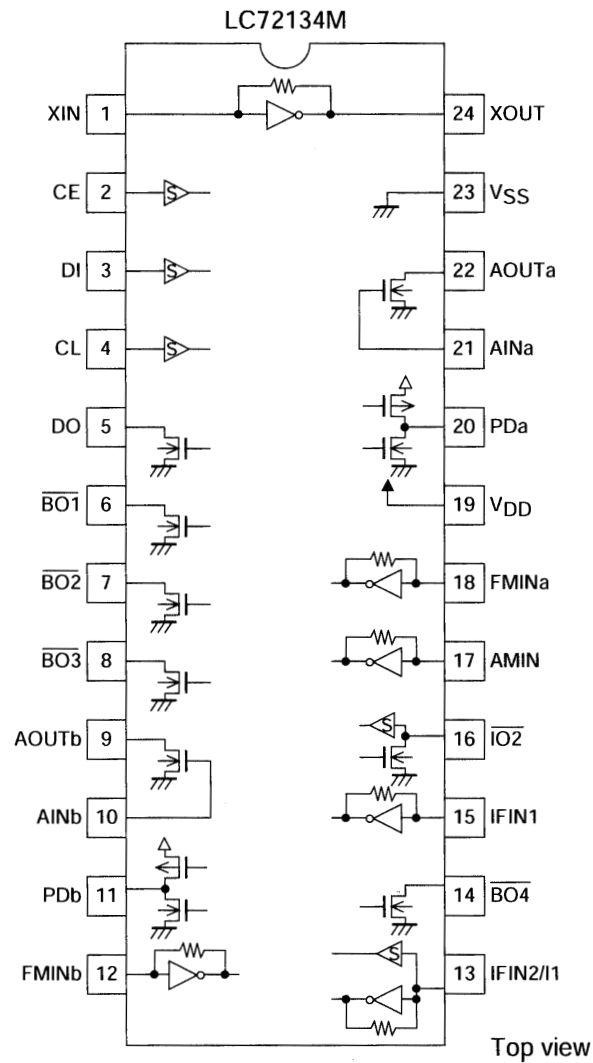 LC72134M
XIN 1 24 XOUT
CE 2 S 23 VSS
DI 3 S 22 AOUTa
CL 4 S 21 AINa
DO 5 20 PDa
BO1 6 19 VDD
BO2 7 18 FMINa
BO3 8 17 AMIN
AOUTb 9 S 16 IO2
AINb 10 15 IFIN1
PDb 11 14 BO4
FMINb 12 S 13 IFIN2/I1
Top view